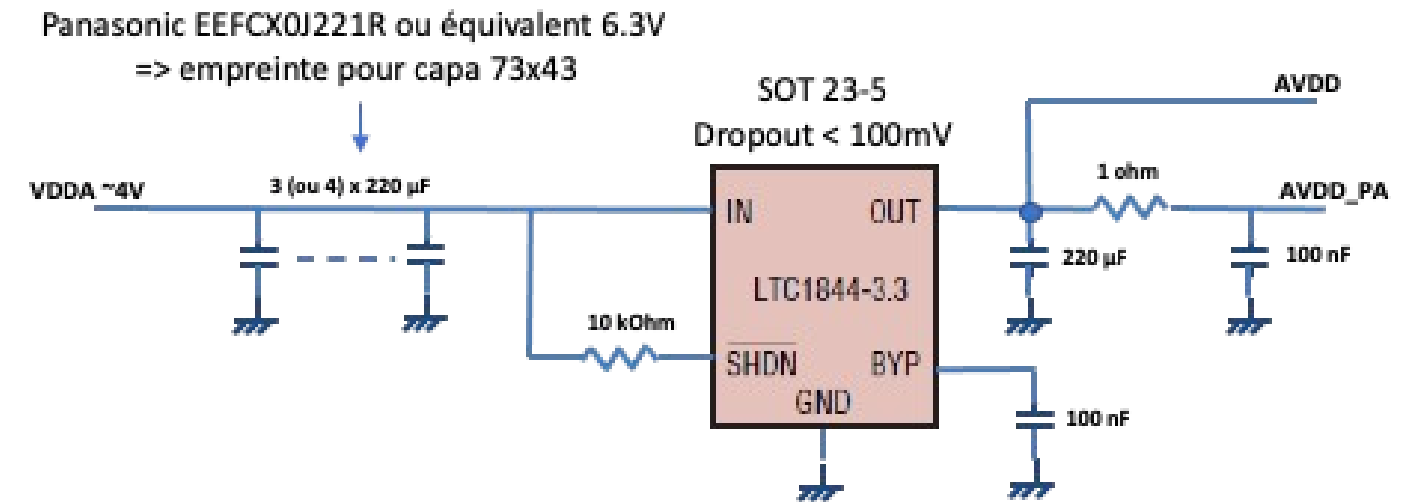 Panasonic EEFCX0J221R ou équivalent 6.3V
=> empreinte pour capa 73x43
SOT 23-5
Dropout < 100mV
AVDD
VDDA ~4V
3 (ou 4) x 220 µF
1 ohm
AVDD_PA
IN
OUT
220 µF
100 nF
LTC1844-3.3
10 kOhm
SHDN
BYP
GND
100 nF